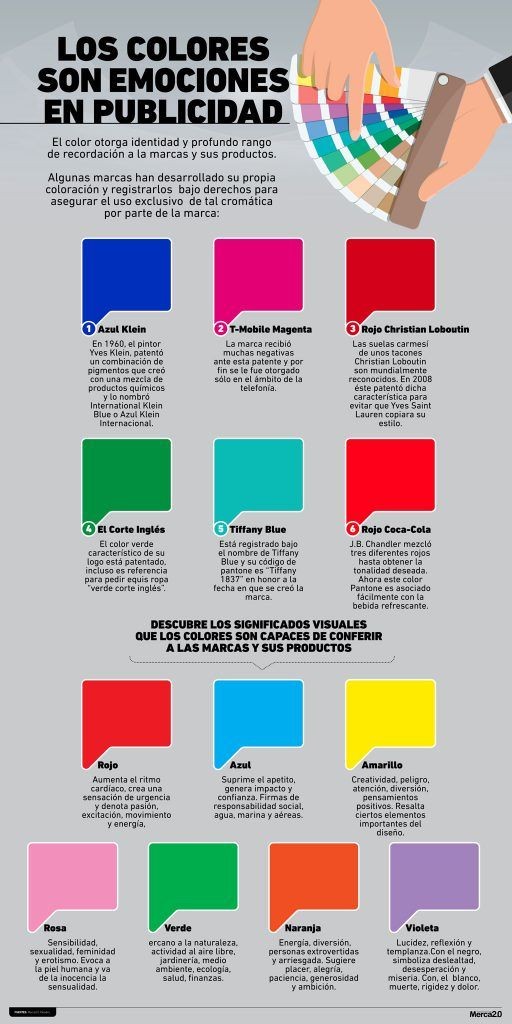 LOS COLORES
SON EMOCIONES
EN PUBLICIDAD
El color otorga identidad y profundo rango
de recordación a la marcas y sus productos.
Algunas marcas han desarrollado su propia
coloración y registrarlos bajo derechos para
asegurar el uso exclusivo de tal cromática
por parte de la marca:
1 Azul Klein
En 1960, el pintor
Yves Klein, patentó
un combinación de
pigmentos que creó
con una mezcla de
productos químicos
y lo nombró
International Klein
Blue o Azul Klein
Internacional.
2 T-Mobile Magenta
La marca recibió
muchas negativas
ante esta patente y por
fin se le fue otorgado
sólo en el ámbito de la
telefonía.
3 Rojo Christian Loboutin
Las suelas carmesí
de unos tacones
Christian Loboutin
son mundialmente
reconocidos. En 2008
éste patentó dicha
característica para
evitar que Yves Saint
Lauren copiara su
estilo.
4 El Corte Inglés
El color verde
característico de su
logo está patentado,
incluso es referencia
para pedir equis ropa
"verde corte inglés".
5 Tiffany Blue
Está registrado bajo
el nombre de Tiffany
Blue y su código de
pantone es "Tiffany
1837" en honor a la
fecha en que se creó la
marca.
6 Rojo Coca-Cola
J.B. Chandler mezcló
tres diferentes rojos
hasta obtener la
tonalidad deseada.
Ahora este color
Pantone es asociado
fácilmente con la
bebida refrescante.
DESCUBRE LOS SIGNIFICADOS VISUALES
QUE LOS COLORES SON CAPACES DE CONFERIR
A LAS MARCAS Y SUS PRODUCTOS
Rojo
Aumenta el ritmo
cardíaco, crea una
sensación de urgencia
y denota pasión,
excitación, movimiento
y energía,
Azul
Suprime el apetito,
genera impacto y
confianza. Firmas de
responsabilidad social,
agua, marina y aéreas.
Amarillo
Creatividad, peligro,
atención, diversión,
pensamientos
positivos. Resalta
ciertos elementos
importantes del
diseño.
Rosa
Sensibilidad,
sexualidad, feminidad
y erotismo. Evoca a
la piel humana y va
de la inocencia la
sensualidad.
Verde
ercano a la naturaleza,
actividad al aire libre,
jardinería, medio
ambiente, ecología,
salud, finanzas.
Naranja
Energía, diversión,
personas extrovertidas
y arriesgada. Sugiere
placer, alegría,
paciencia, generosidad
y ambición.
Violeta
Lucidez, reflexión y
templanza.Con el negro,
simboliza deslealtad,
desesperación y
miseria. Con, el blanco,
muerte, rigidez y dolor.
FUENTES:
Merca2.0